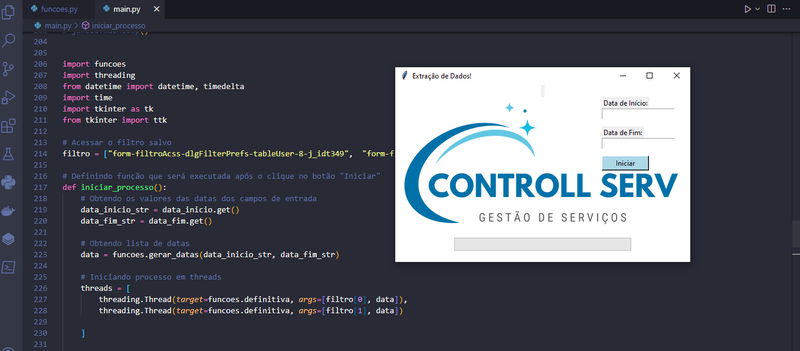 funcoes.py
main.py
main.py > iniciar_processo
204
205
206 import funcoes
207 import threading
208 from datetime import datetime, timedelta
209 import time
210 import tkinter as tk
211 from tkinter import ttk
212
213 # Acessar o filtro salvo
214 filtro = ["form-filtroAcss-dlgFilterPrefs-tableUser-8-j_idt349", "form-f
215
216 # Definindo função que será executada após o clique no botão "Iniciar"
217 def iniciar_processo():
218 # Obtendo os valores das datas dos campos de entrada
219 data_inicio_str = data_inicio.get()
220 data_fim_str = data_fim.get()
221
222 # Obtendo lista de datas
223 data = funcoes.gerar_datas(data_inicio_str, data_fim_str)
224
225 # Iniciando processo em threads
226 threads = [
227 threading.Thread(target=funcoes.definitiva, args=[filtro[0], data]),
228 threading.Thread(target=funcoes.definitiva, args=[filtro[1], data])
229
230 ]
231
Extração de Dados!
Data de Início:
Data de Fim:
Iniciar
CONTROLL SERV
GESTÃO DE SERVIÇOS